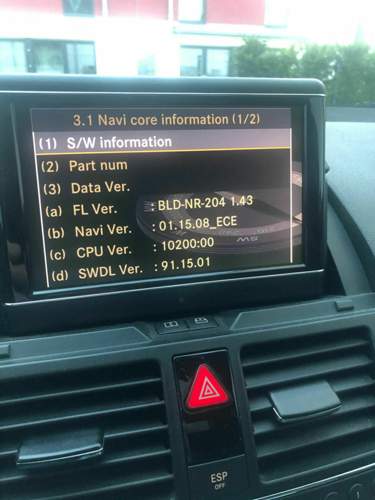 3.1 Navi core information (1/2)
(1) S/W information
(2) Part num
(3) Data Ver.
(a) FL Ver. : BLD-NR-204 1.43
(b) Navi Ver. : 01.15.08_ECE
(c) CPU Ver. : 10200:00
(d) SWDL Ver. : 91.15.01
ESP
OFF